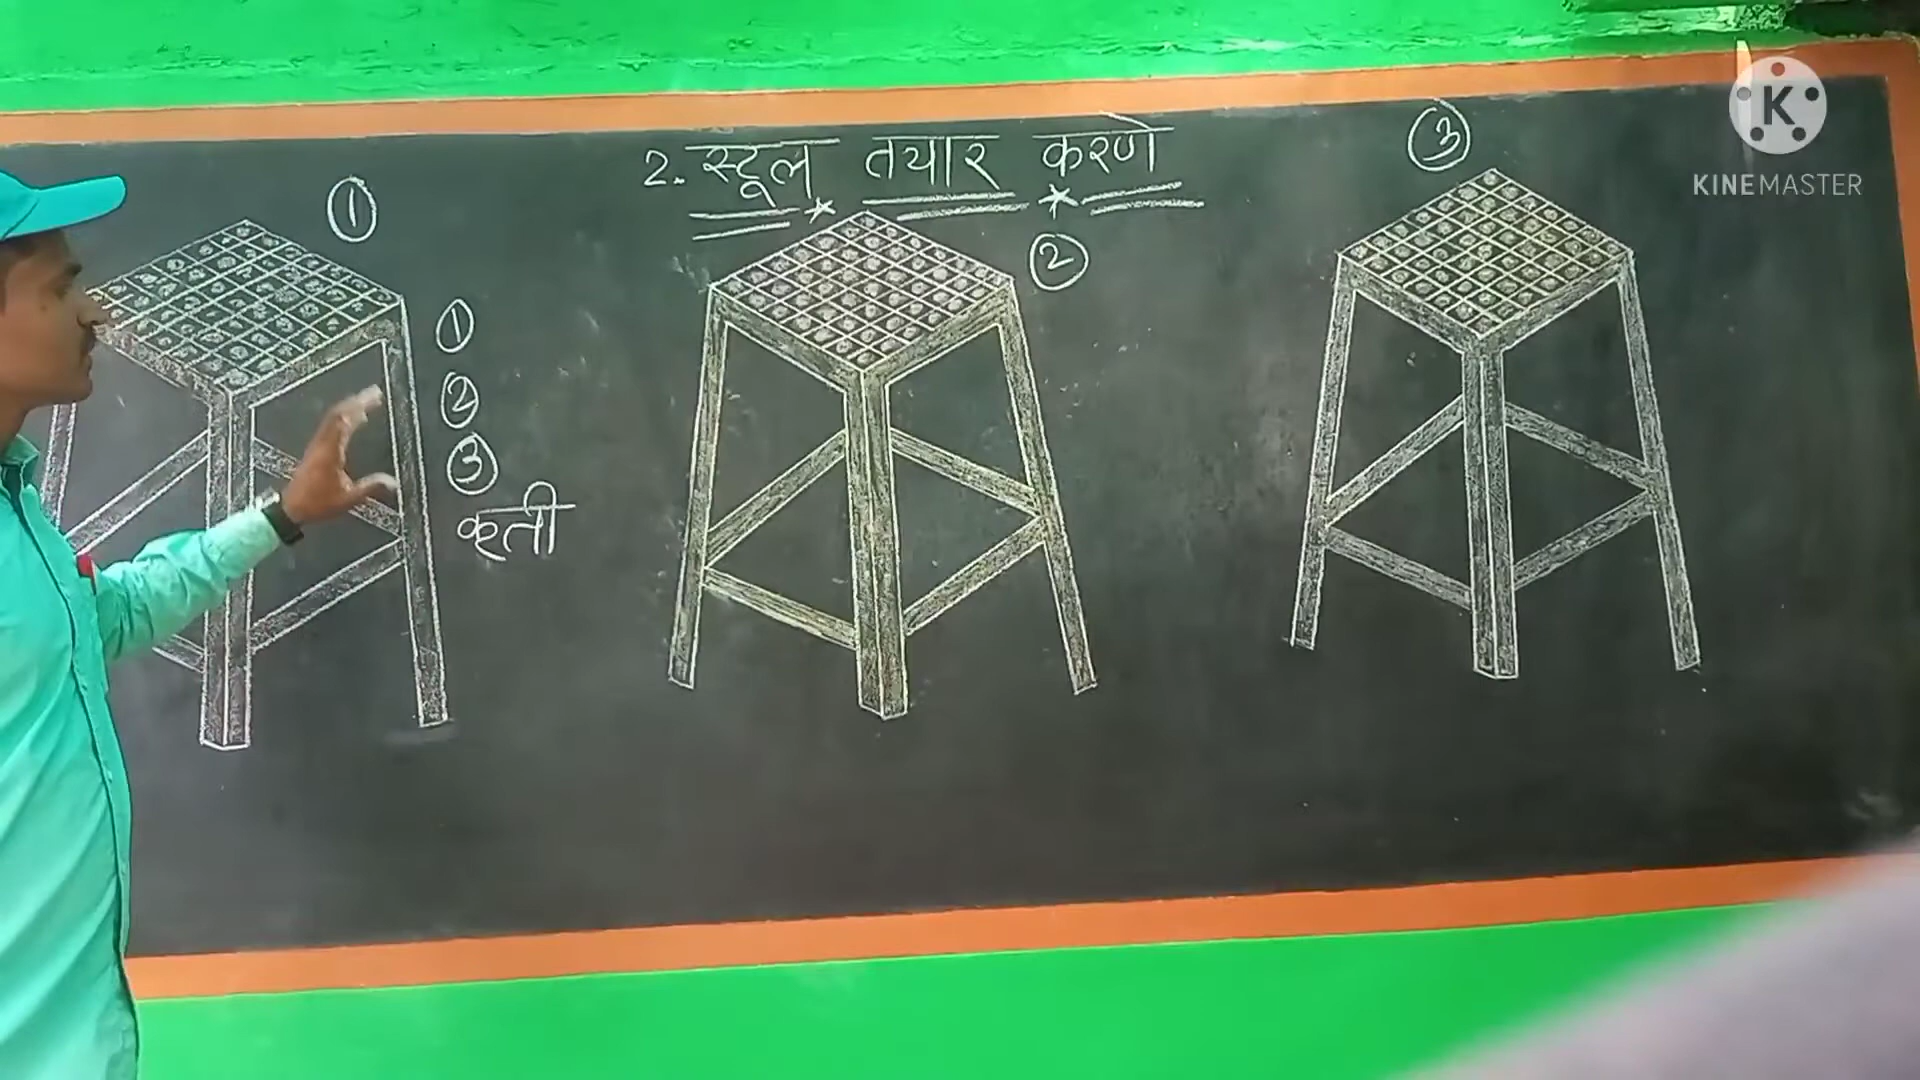 2. स्टूल तयार करणे
①
②
③
①
②
③
कृती
K
KINEMASTER